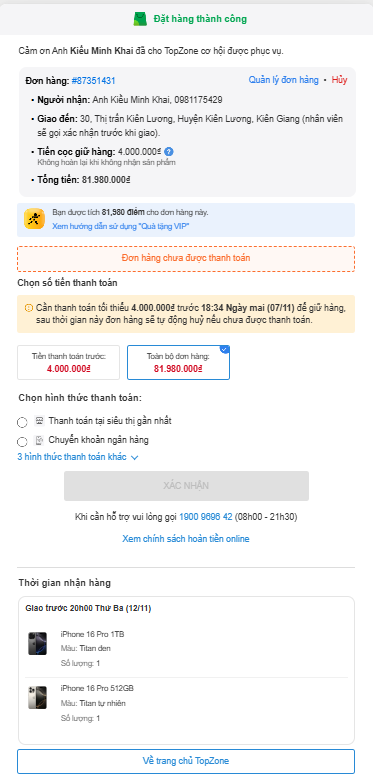 Đặt hàng thành công
Cảm ơn Anh Kiều Minh Khai đã cho TopZone cơ hội được phục vụ.
Đơn hàng: #87351431 Quản lý đơn hàng • Hủy
• Người nhận: Anh Kiều Minh Khai, 0981175429
• Giao đến: 30, Thị trấn Kiên Lương, Huyện Kiên Lương, Kiên Giang (nhân viên
sẽ gọi xác nhận trước khi giao).
• Tiền cọc giữ hàng: 4.000.000₫ ?
Không hoàn lại khi không nhận sản phẩm
• Tổng tiền: 81.980.000₫
Bạn được tích 81,980 điểm cho đơn hàng này.
Xem hướng dẫn sử dụng "Quà tặng VIP"
Đơn hàng chưa được thanh toán
Chọn số tiền thanh toán
Cần thanh toán tối thiểu 4.000.000₫ trước 18:34 Ngày mai (07/11) để giữ hàng,
sau thời gian này đơn hàng sẽ tự động huỷ nếu chưa được thanh toán.
Tiền thanh toán trước:
4.000.000₫
Toàn bộ đơn hàng:
81.980.000₫
Chọn hình thức thanh toán:
Thanh toán tại siêu thị gần nhất
Chuyển khoản ngân hàng
3 hình thức thanh toán khác
XÁC NHẬN
Khi cần hỗ trợ vui lòng gọi 1900 9696 42 (08h00 - 21h30)
Xem chính sách hoàn tiền online
Thời gian nhận hàng
Giao trước 20h00 Thứ Ba (12/11)
iPhone 16 Pro 1TB
Màu: Titan đen
Số lượng: 1
iPhone 16 Pro 512GB
Màu: Titan tự nhiên
Số lượng: 1
Về trang chủ TopZone